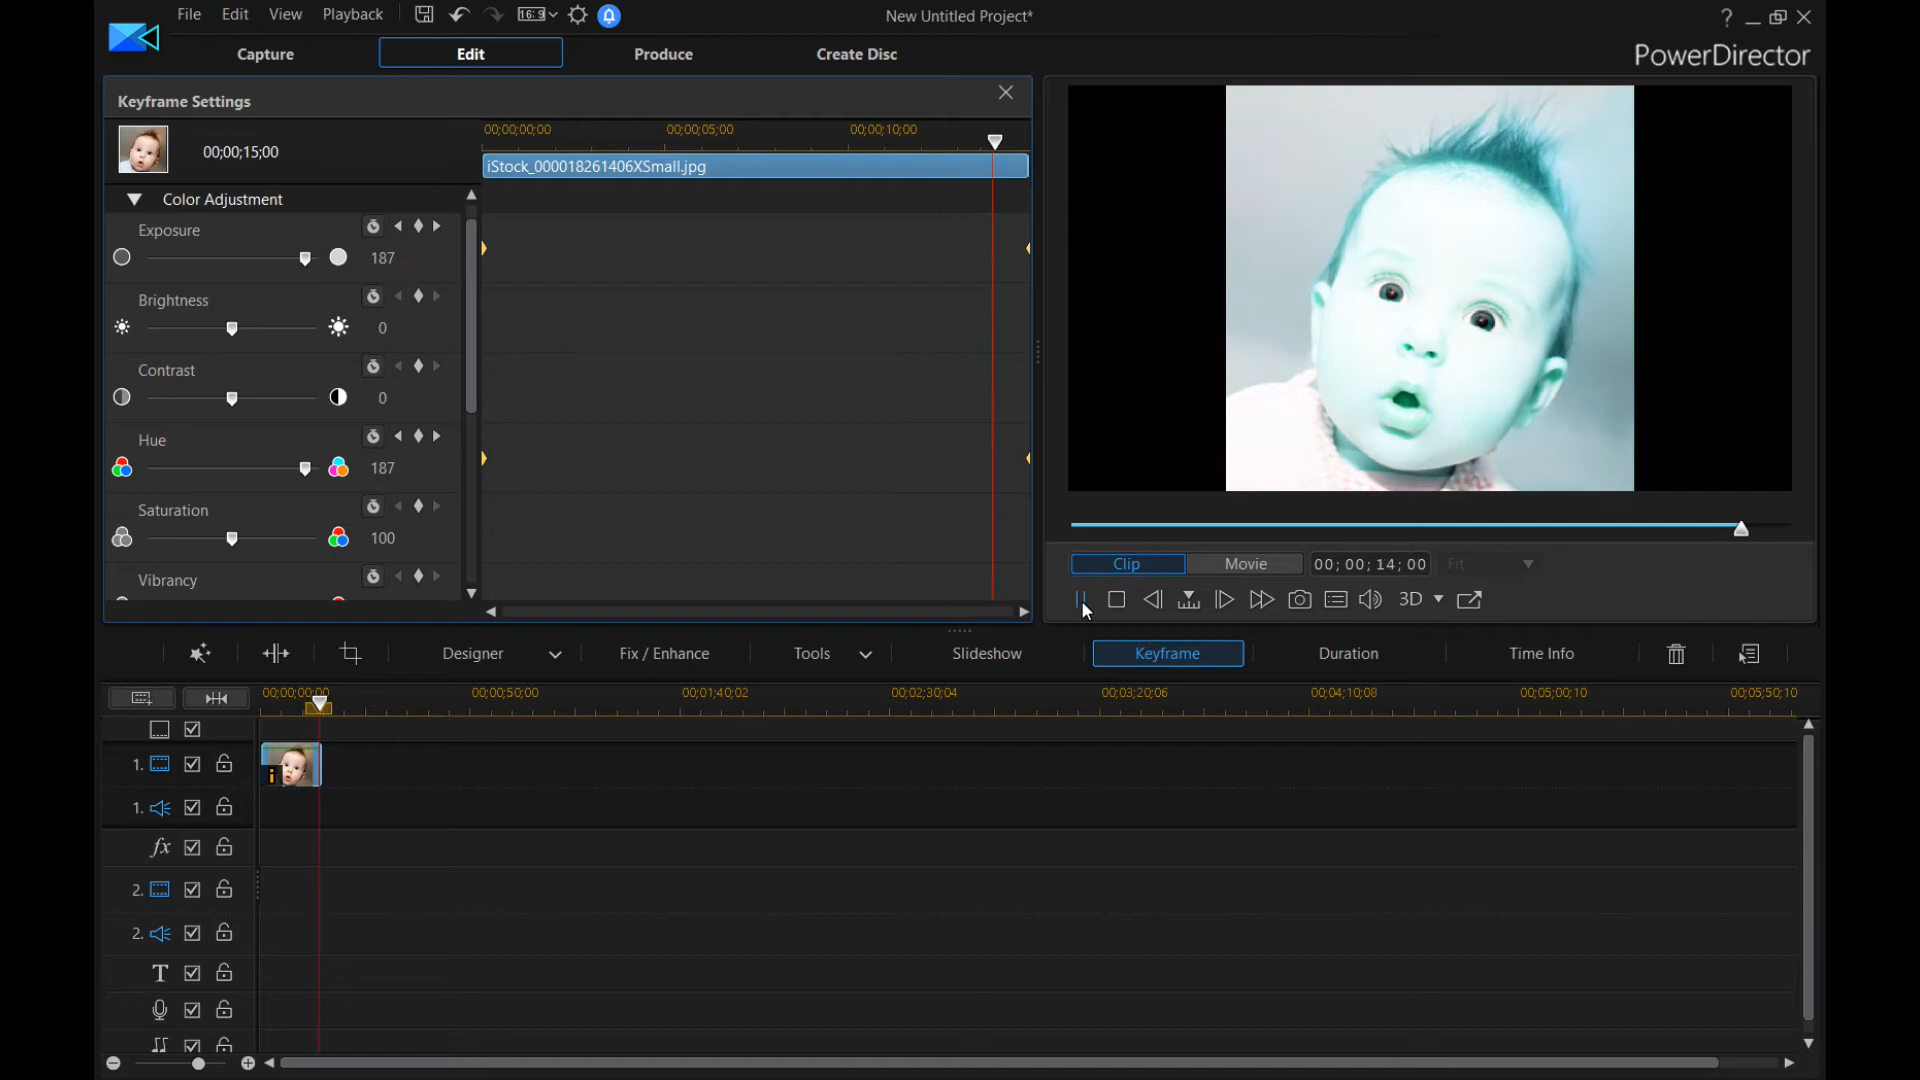 File Edit View Playback 16:9 New Untitled Project* ?
Capture Edit Produce Create Disc PowerDirector
Keyframe Settings
00;00;00;00 00;00;05;00 00;00;10;00
00;00;15;00
iStock_000018261406XSmall.jpg
Color Adjustment
Exposure
187
Brightness
0
Contrast
0
Hue
187
Saturation
100
Vibrancy
Clip Movie 00; 00; 14; 00 Fit
3D
Designer Fix / Enhance Tools Slideshow Keyframe Duration Time Info
00;00;00;00 00;00;50;00 00;01;40;02 00;02;30;04 00;03;20;06 00;04;10;08 00;05;00;10 00;05;50;10
1.
i
1.
fx
2.
2.
T